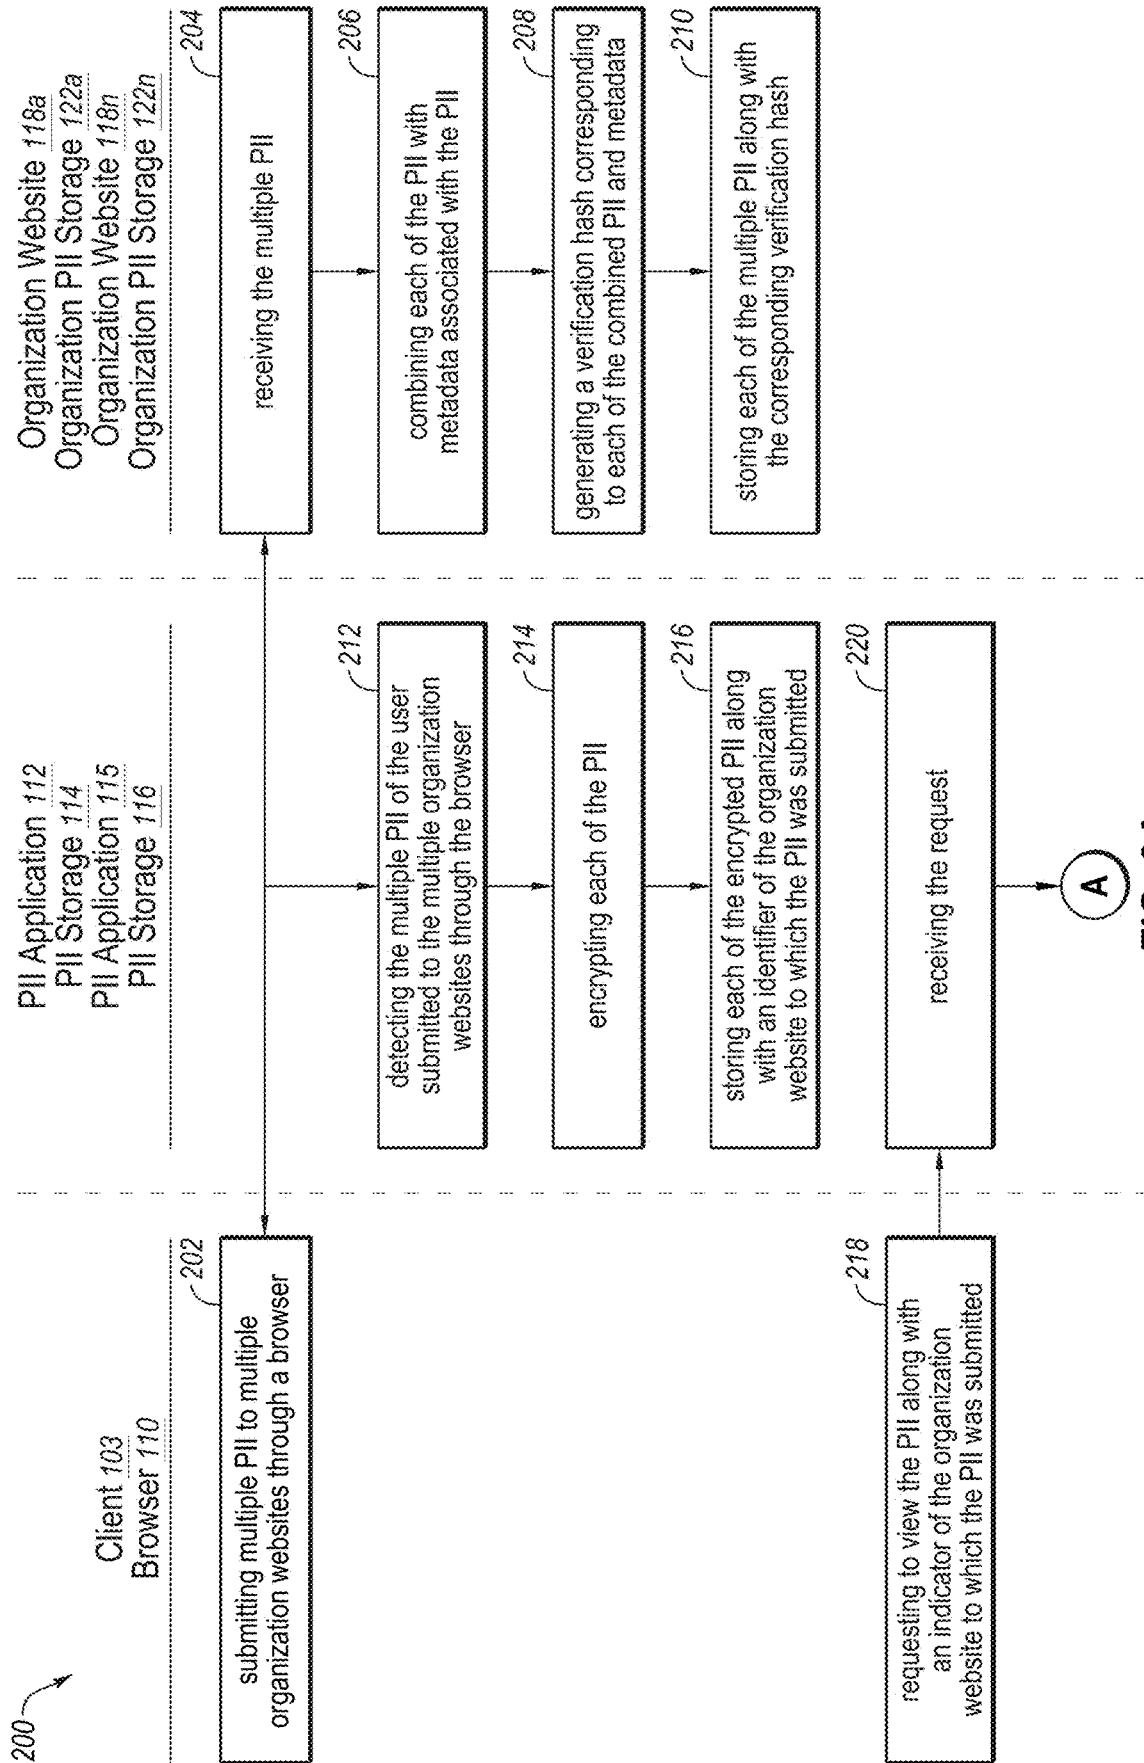 200
Client 103
Browser 110
202
submitting multiple PII to multiple
organization websites through a browser
218
requesting to view the PII along with
an indicator of the organization
website to which the PII was submitted
PII Application 112
PII Storage 114
PII Application 115
PII Storage 116
212
detecting the multiple PII of the user
submitted to the multiple organization
websites through the browser
214
encrypting each of the PII
216
storing each of the encrypted PII along
with an identifier of the organization
website to which the PII was submitted
220
receiving the request
A
Organization Website 118a
Organization PII Storage 122a
Organization Website 118n
Organization PII Storage 122n
204
receiving the multiple PII
206
combining each of the PII with
metadata associated with the PII
208
generating a verification hash corresponding
to each of the combined PII and metadata
210
storing each of the multiple PII along with
the corresponding verification hash